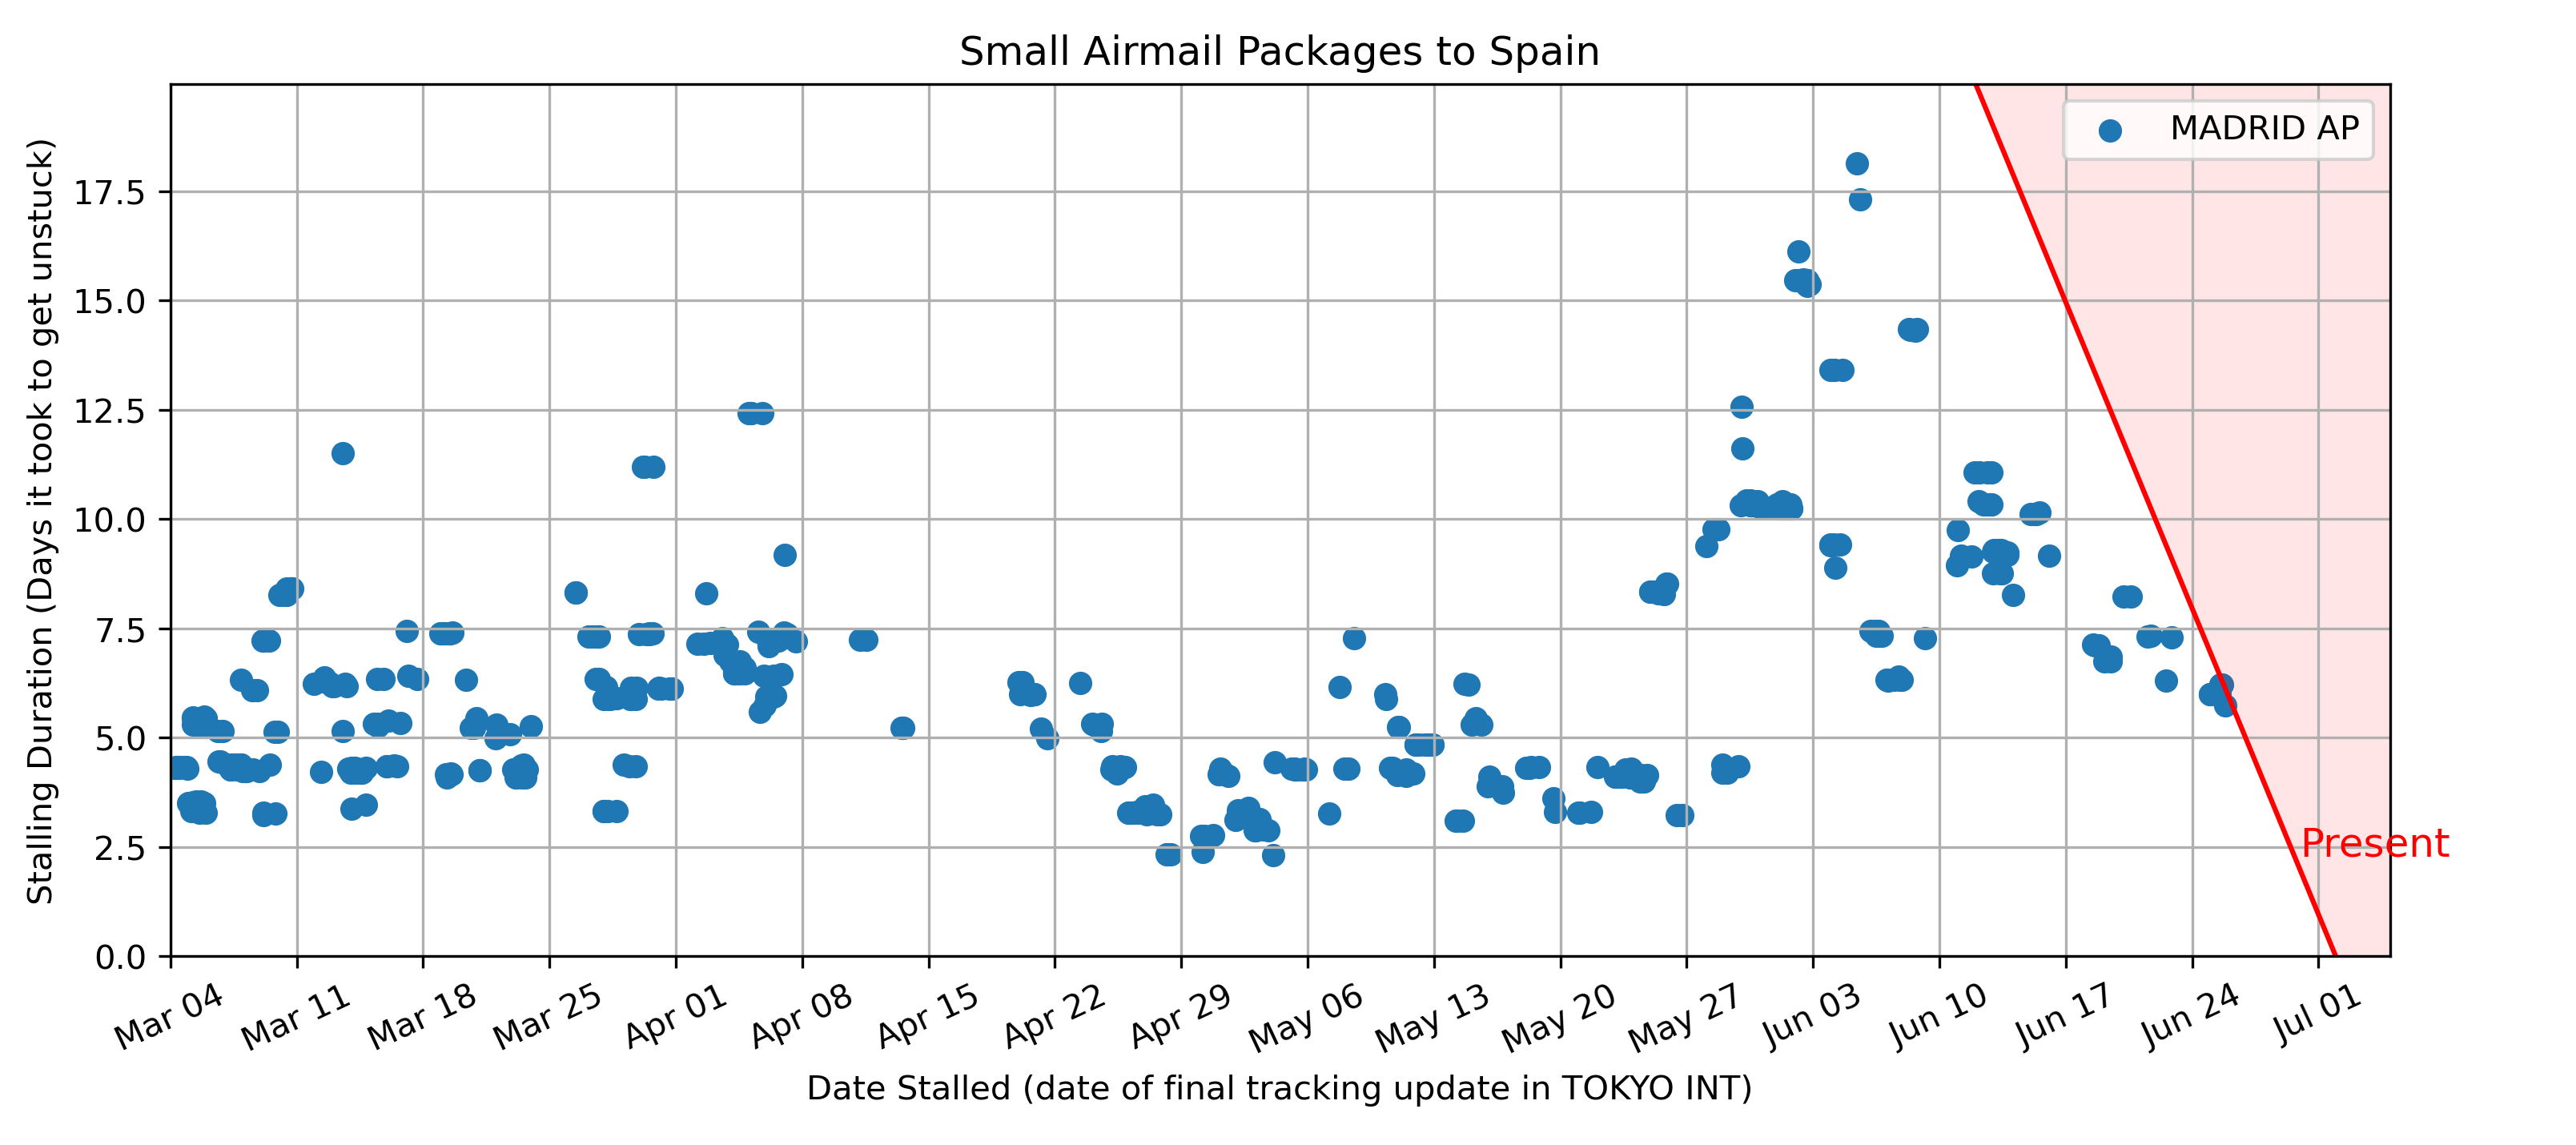 Small Airmail Packages to Spain
MADRID AP
Stalling Duration (Days it took to get unstuck)
17.5
15.0
12.5
10.0
7.5
5.0
2.5
0.0
Present
Mar 04 Mar 11 Mar 18 Mar 25 Apr 01 Apr 08 Apr 15 Apr 22 Apr 29 May 06 May 13 May 20 May 27 Jun 03 Jun 10 Jun 17 Jun 24 Jul 01
Date Stalled (date of final tracking update in TOKYO INT)